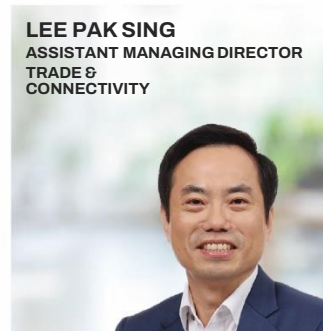 LEE PAK SING
ASSISTANT MANAGING DIRECTOR
TRADE &
CONNECTIVITY